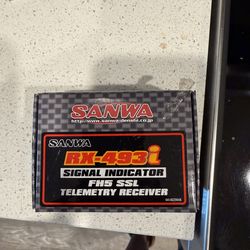 SANWA
http://www.sanwa-denshi.co.jp
SANWA
RX-493i
SIGNAL INDICATOR
FH5 SSL
TELEMETRY RECEIVER